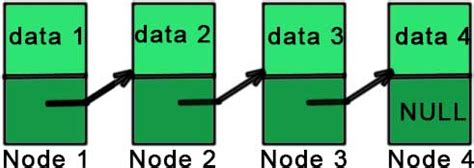 data 1 data 2 data 3 data 4
NULL
Node 1 Node 2 Node 3 Node 4